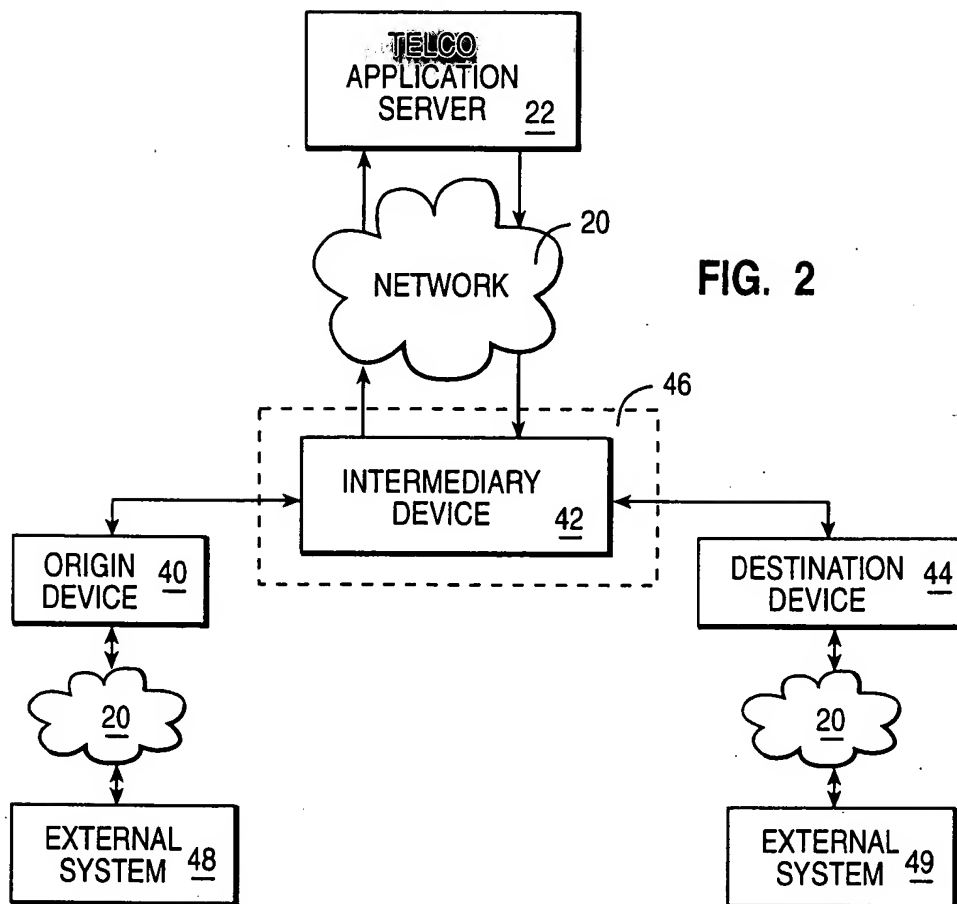 TELCO
APPLICATION
SERVER 22
20
NETWORK
FIG. 2
46
INTERMEDIARY
DEVICE 42
ORIGIN
DEVICE 40
DESTINATION
DEVICE 44
20
20
EXTERNAL
SYSTEM 48
EXTERNAL
SYSTEM 49